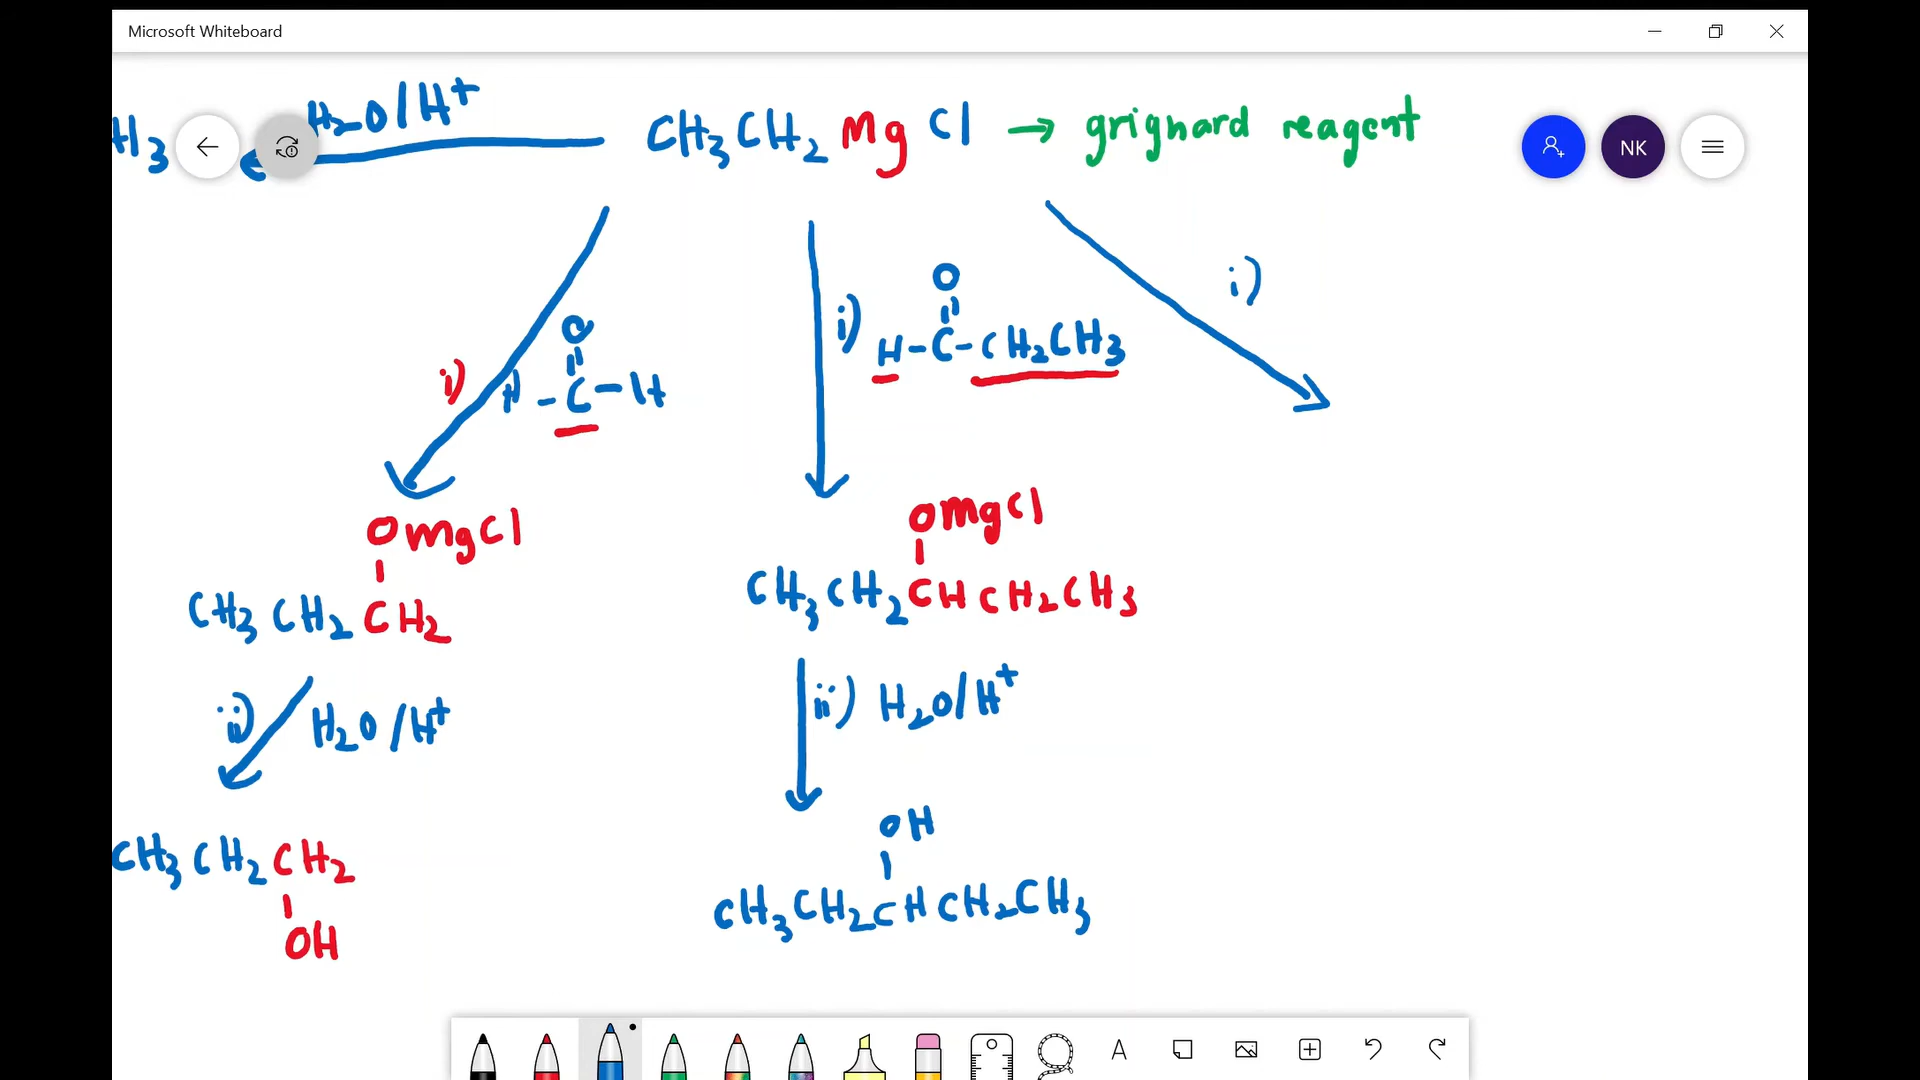 Microsoft Whiteboard
H₃
H₂O/H⁺
CH₃CH₂MgCl → grignard reagent
NK
i)
O
H-C-H
i)
O
H-C-CH₂CH₃
i)
OMgCl
CH₃CH₂CH₂
OMgCl
CH₃CH₂CHCH₂CH₃
ii) H₂O/H⁺
ii) H₂O/H⁺
CH₃CH₂CH₂
OH
OH
CH₃CH₂CHCH₂CH₃
A